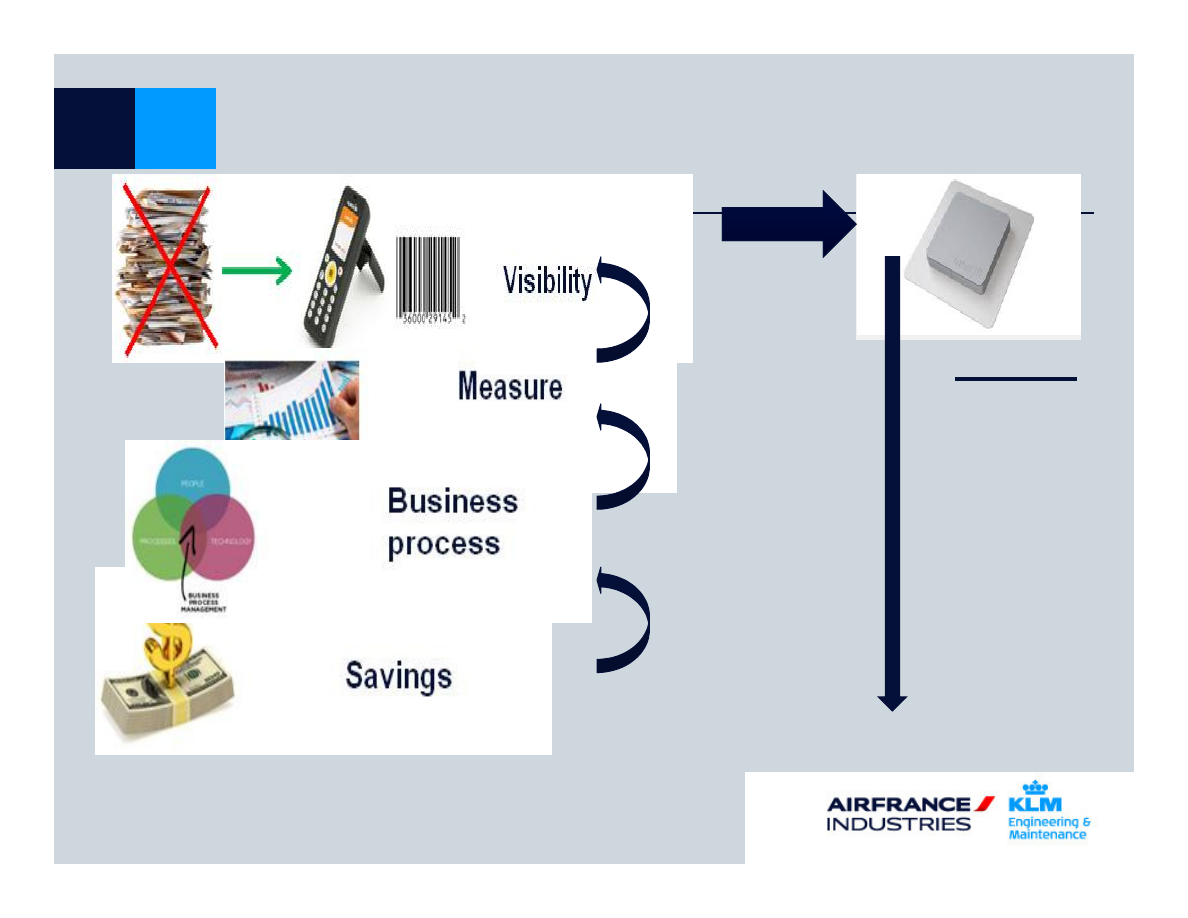 Visibility
36000 29145 2
Measure
PEOPLE
PROCESSES
TECHNOLOGY
BUSINESS
PROCESS
MANAGEMENT
Business
process
Savings
AIRFRANCE
INDUSTRIES
KLM
Engineering &
Maintenance